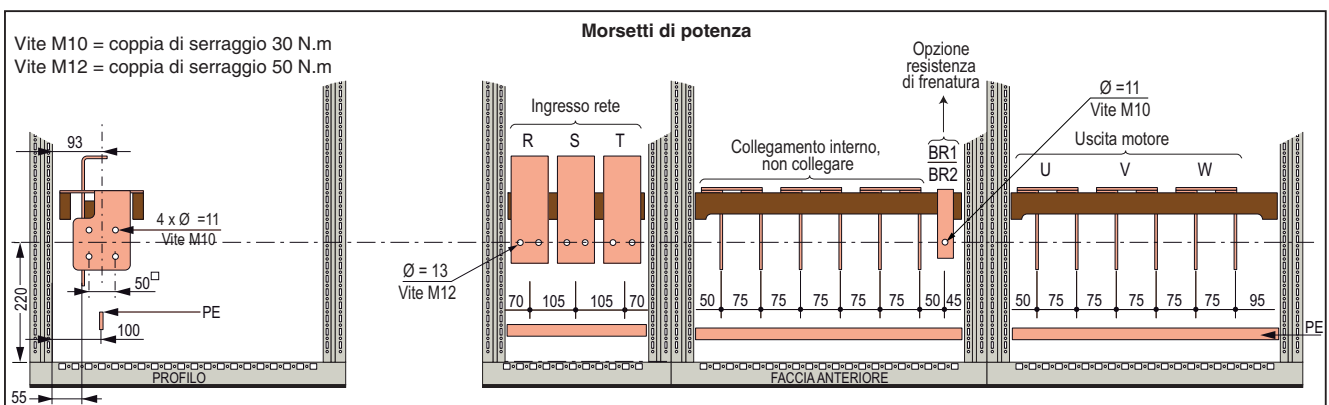 Morsetti di potenza
Vite M10 = coppia di serraggio 30 N.m
Vite M12 = coppia di serraggio 50 N.m
93
4 x Ø =11
Vite M10
50
220
PE
100
PROFILO
55
Ingresso rete
R S T
Ø = 13
Vite M12
70 105 105 70
Collegamento interno,
non collegare
Opzione
resistenza
di frenatura
BR1
BR2
Ø =11
Vite M10
50 75 75 75 75 75 50 45
FACCIA ANTERIORE
Uscita motore
U V W
50 75 75 75 75 75 95
PE